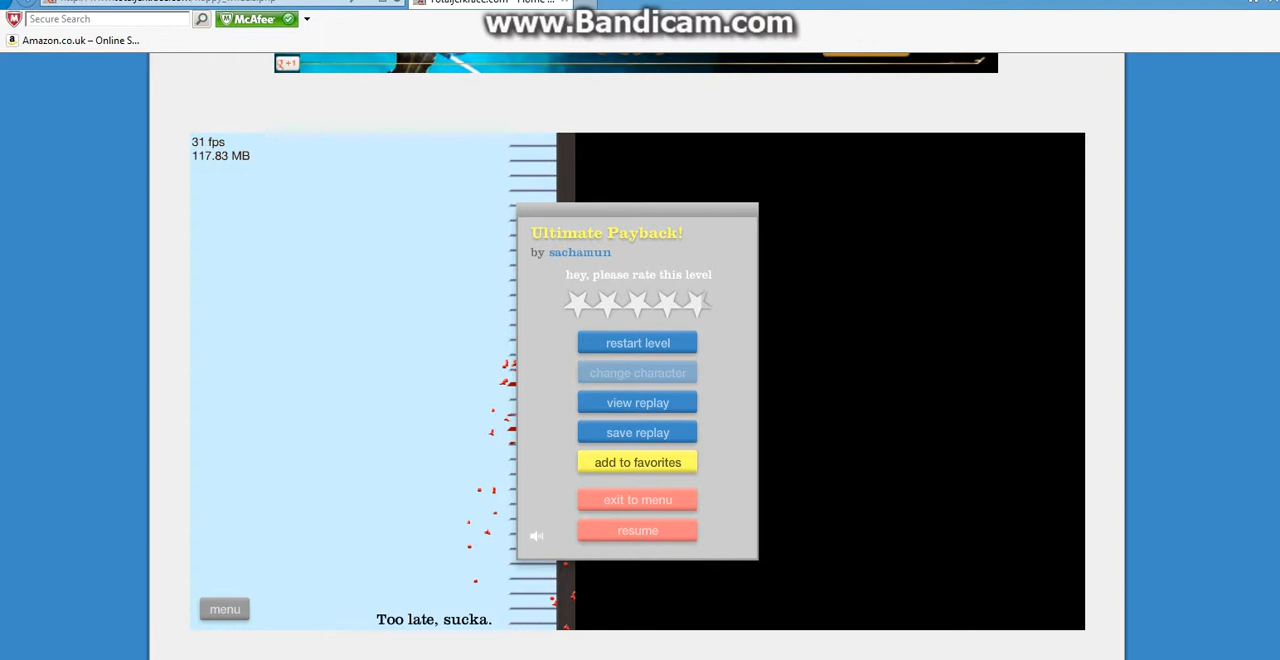 www.Bandicam.com
Secure Search
McAfee
Amazon.co.uk – Online S...
+1
31 fps
117.83 MB
Ultimate Payback!
by sachamun
hey, please rate this level
restart level
change character
view replay
save replay
add to favorites
exit to menu
resume
menu
Too late, sucka.